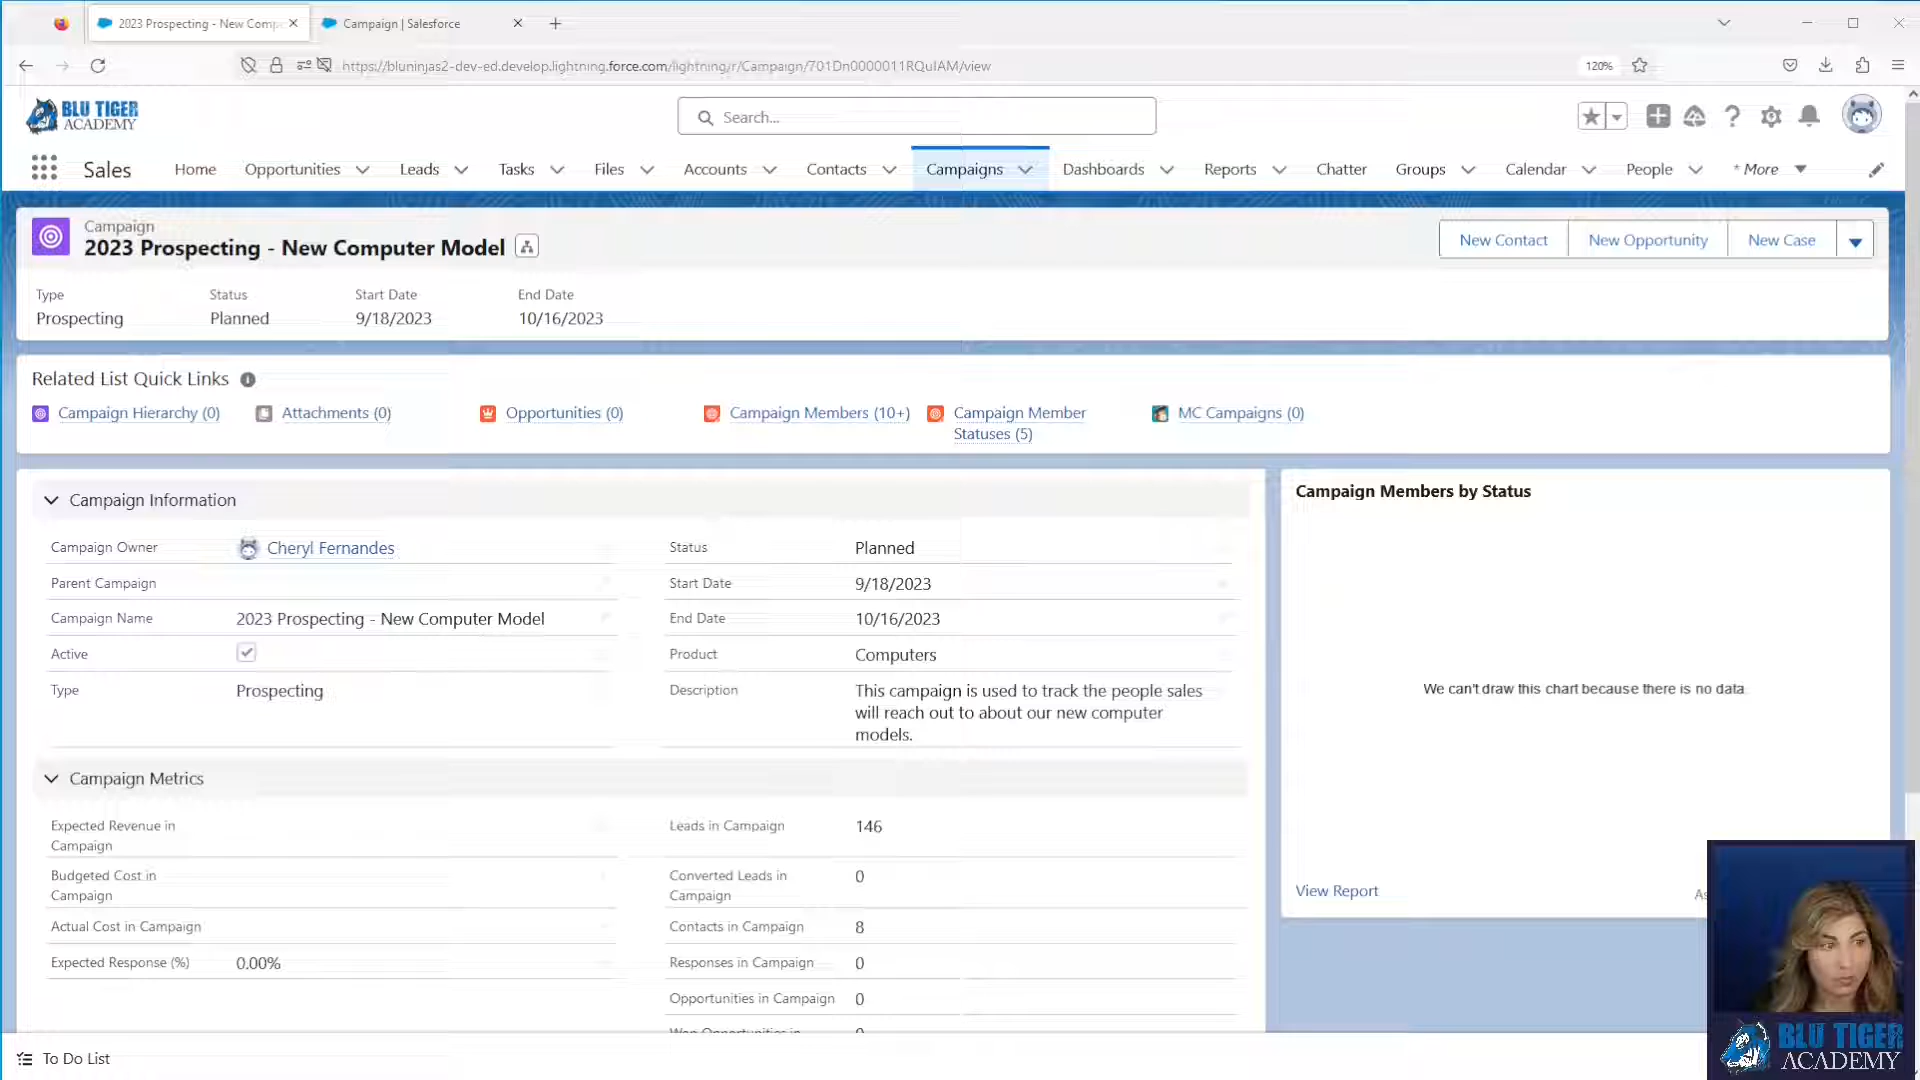 2023 Prospecting - New Comp
Campaign | Salesforce
https://bluninjas2-dev-ed.develop.lightning.force.com/lightning/r/Campaign/701Dn0000011RQuIAM/view
120%
BLU TIGER
ACADEMY
Search...
Sales
Home
Opportunities
Leads
Tasks
Files
Accounts
Contacts
Campaigns
Dashboards
Reports
Chatter
Groups
Calendar
People
* More
Campaign
2023 Prospecting - New Computer Model
New Contact
New Opportunity
New Case
Type
Status
Start Date
End Date
Prospecting
Planned
9/18/2023
10/16/2023
Related List Quick Links
Campaign Hierarchy (0)
Attachments (0)
Opportunities (0)
Campaign Members (10+)
Campaign Member
Statuses (5)
MC Campaigns (0)
Campaign Information
Campaign Owner
Cheryl Fernandes
Status
Planned
Parent Campaign
Start Date
9/18/2023
Campaign Name
2023 Prospecting - New Computer Model
End Date
10/16/2023
Active
Product
Computers
Type
Prospecting
Description
This campaign is used to track the people sales
will reach out to about our new computer
models.
Campaign Members by Status
We can't draw this chart because there is no data
View Report
As
Campaign Metrics
Expected Revenue in
Campaign
Leads in Campaign
146
Budgeted Cost in
Campaign
Converted Leads in
Campaign
0
Actual Cost in Campaign
Contacts in Campaign
8
Expected Response (%)
0.00%
Responses in Campaign
0
Opportunities in Campaign
0
Won Opportunities in
0
To Do List
BLU TIGER
ACADEMY